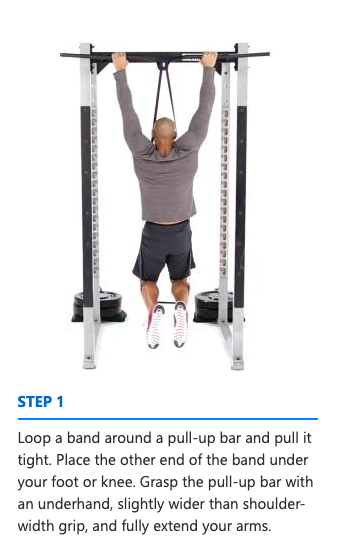 STEP 1
Loop a band around a pull-up bar and pull it
tight. Place the other end of the band under
your foot or knee. Grasp the pull-up bar with
an underhand, slightly wider than shoulder-
width grip, and fully extend your arms.